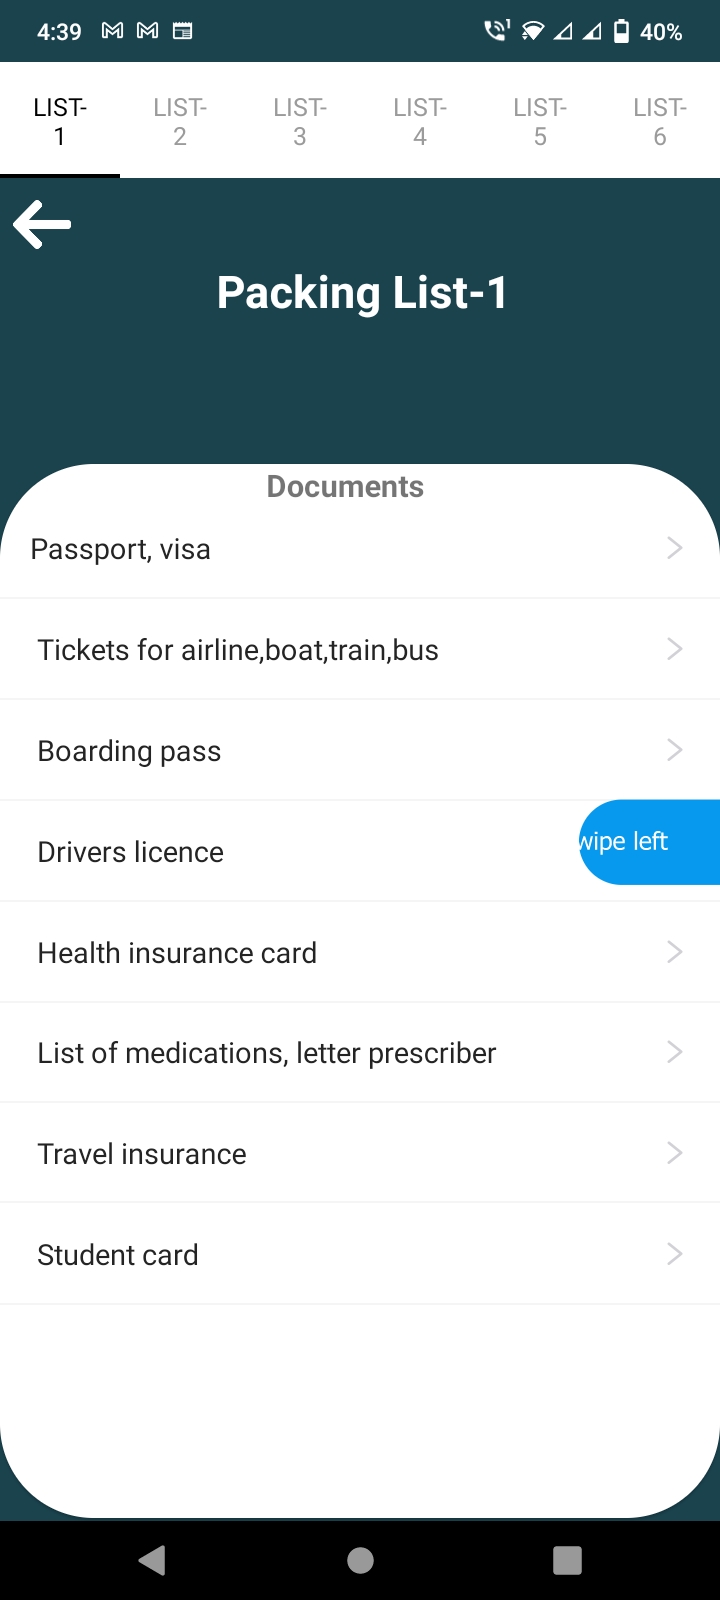 4:39 1 40%
LIST-1 LIST-2 LIST-3 LIST-4 LIST-5 LIST-6
Packing List-1
Documents
Passport, visa
Tickets for airline,boat,train,bus
Boarding pass
Drivers licence
wipe left
Health insurance card
List of medications, letter prescriber
Travel insurance
Student card